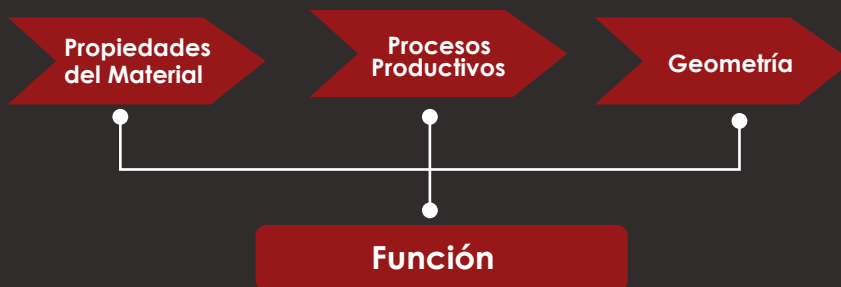 Propiedades
del Material
Procesos
Productivos
Geometría
Función